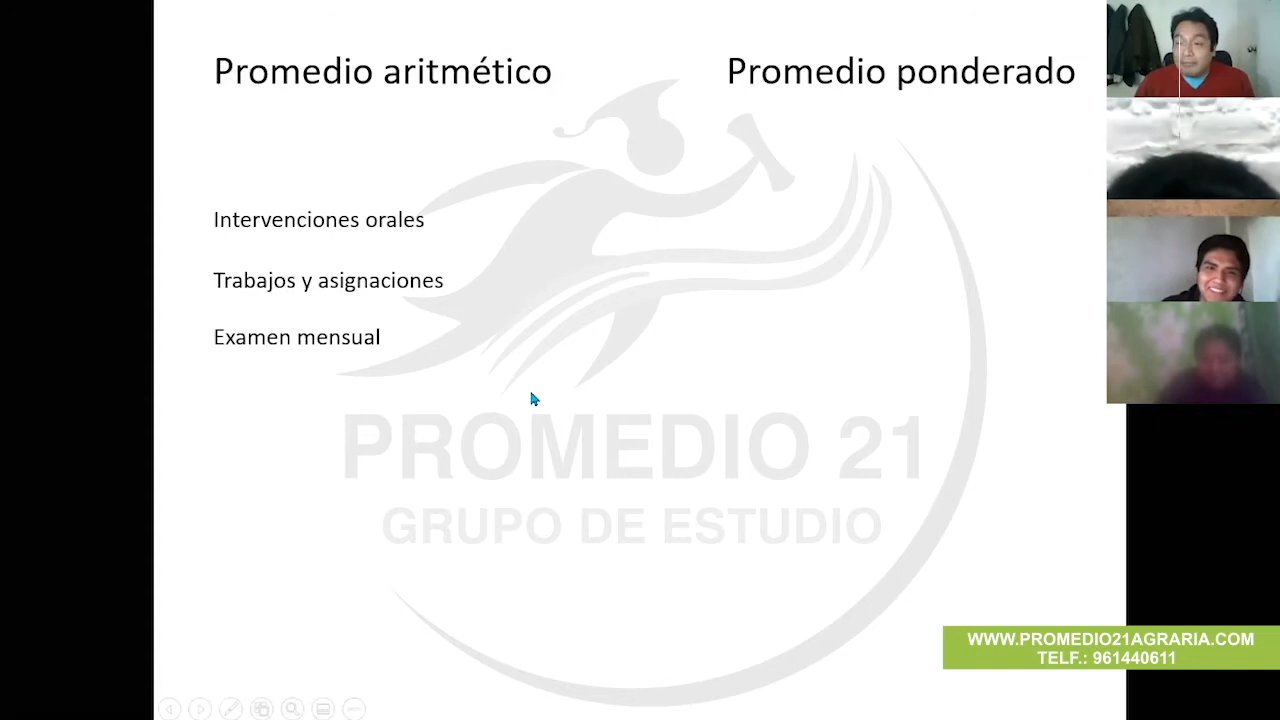 Promedio aritmético
Promedio ponderado
Intervenciones orales
Trabajos y asignaciones
Examen mensual
PROMEDIO 21
GRUPO DE ESTUDIO
WWW.PROMEDIO21AGRARIA.COM
TELF.: 961440611